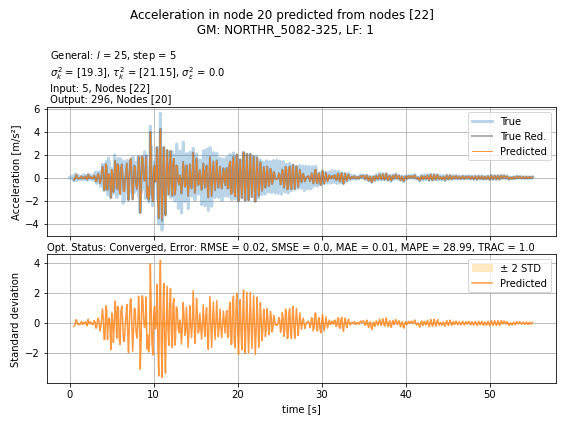 Acceleration in node 20 predicted from nodes [22]
GM: NORTHR_5082-325, LF: 1
General: l = 25, step = 5
σ²ₖ = [19.3], τ²ₖ = [21.15], σ²ε = 0.0
Input: 5, Nodes [22]
Output: 296, Nodes [20]
6
4
2
0
−2
−4
Acceleration [m/s²]
True
True Red.
Predicted
Opt. Status: Converged, Error: RMSE = 0.02, SMSE = 0.0, MAE = 0.01, MAPE = 28.99, TRAC = 1.0
4
2
0
−2
Standard deviation
± 2 STD
Predicted
0 10 20 30 40 50
time [s]